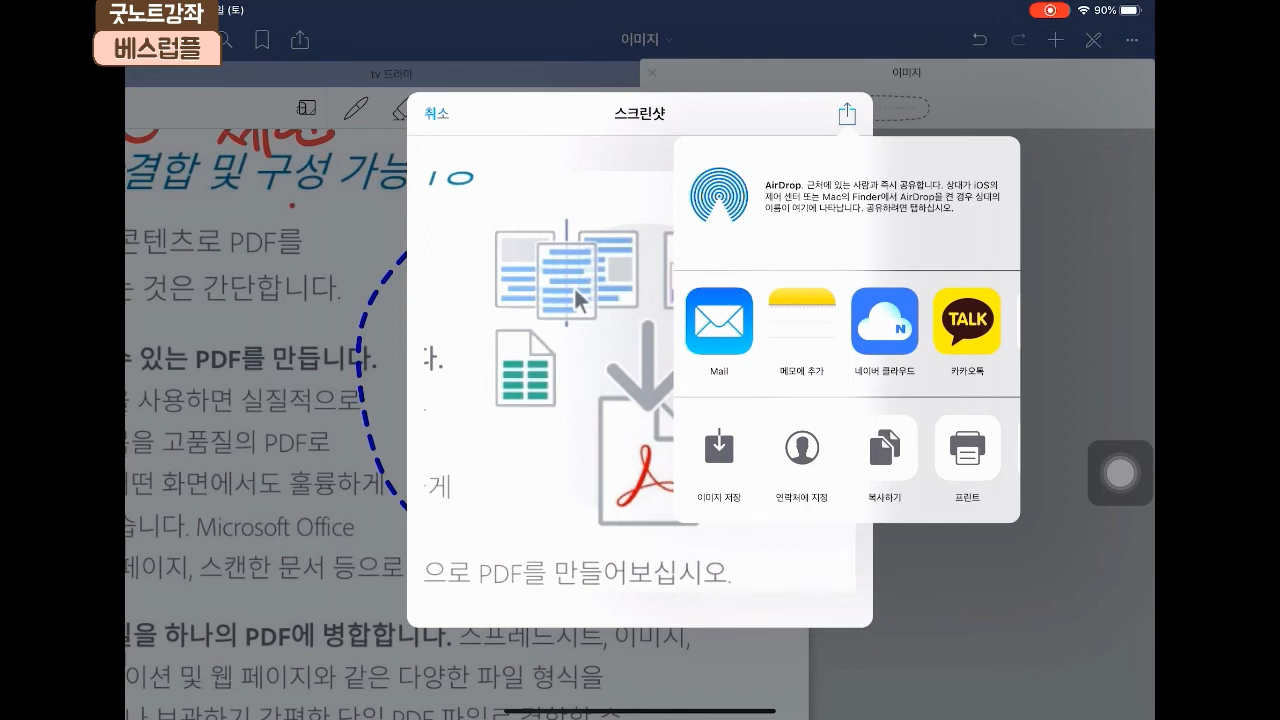 굿노트강좌
베스럽플
일 (토)
90%
이미지
tv 드라마
이미지
취소
스크린샷
결합 및 구성 가능
콘텐츠로 PDF를
는 것은 간단합니다.
수 있는 PDF를 만듭니다.
사용하면 실질적으로
고품질의 PDF로
어떤 화면에서도 훌륭하게
습니다. Microsoft Office
페이지, 스캔한 문서 등으로
일을 하나의 PDF에 병합합니다. 스프레드시트, 이미지,
이션 및 웹 페이지와 같은 다양한 파일 형식을
다.
게
으로 PDF를 만들어보십시오.
AirDrop. 근처에 있는 사람과 즉시 공유합니다. 상대가 iOS의
제어 센터 또는 Mac의 Finder에서 AirDrop을 켠 경우 상대의
이름이 여기에 나타납니다. 공유하려면 탭하십시오.
N
TALK
Mail
메모에 추가
네이버 클라우드
카카오톡
이미지 저장
연락처에 지정
복사하기
프린트